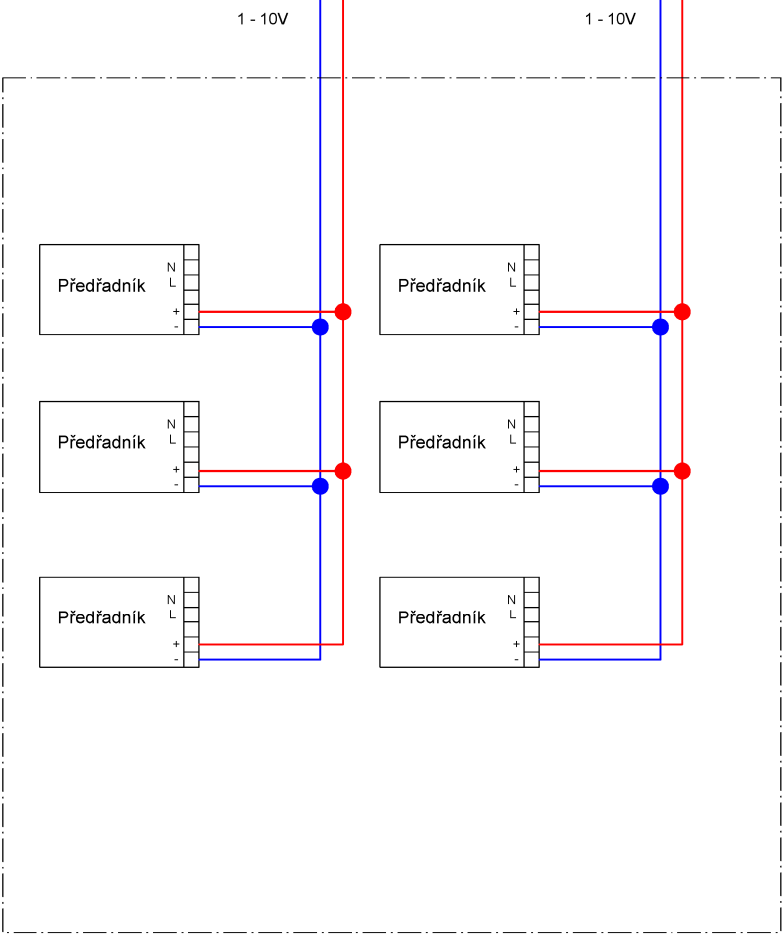 1 - 10V
1 - 10V
N
Předřadník
L
+
-
N
Předřadník
L
+
-
N
Předřadník
L
+
-
N
Předřadník
L
+
-
N
Předřadník
L
+
-
N
Předřadník
L
+
-